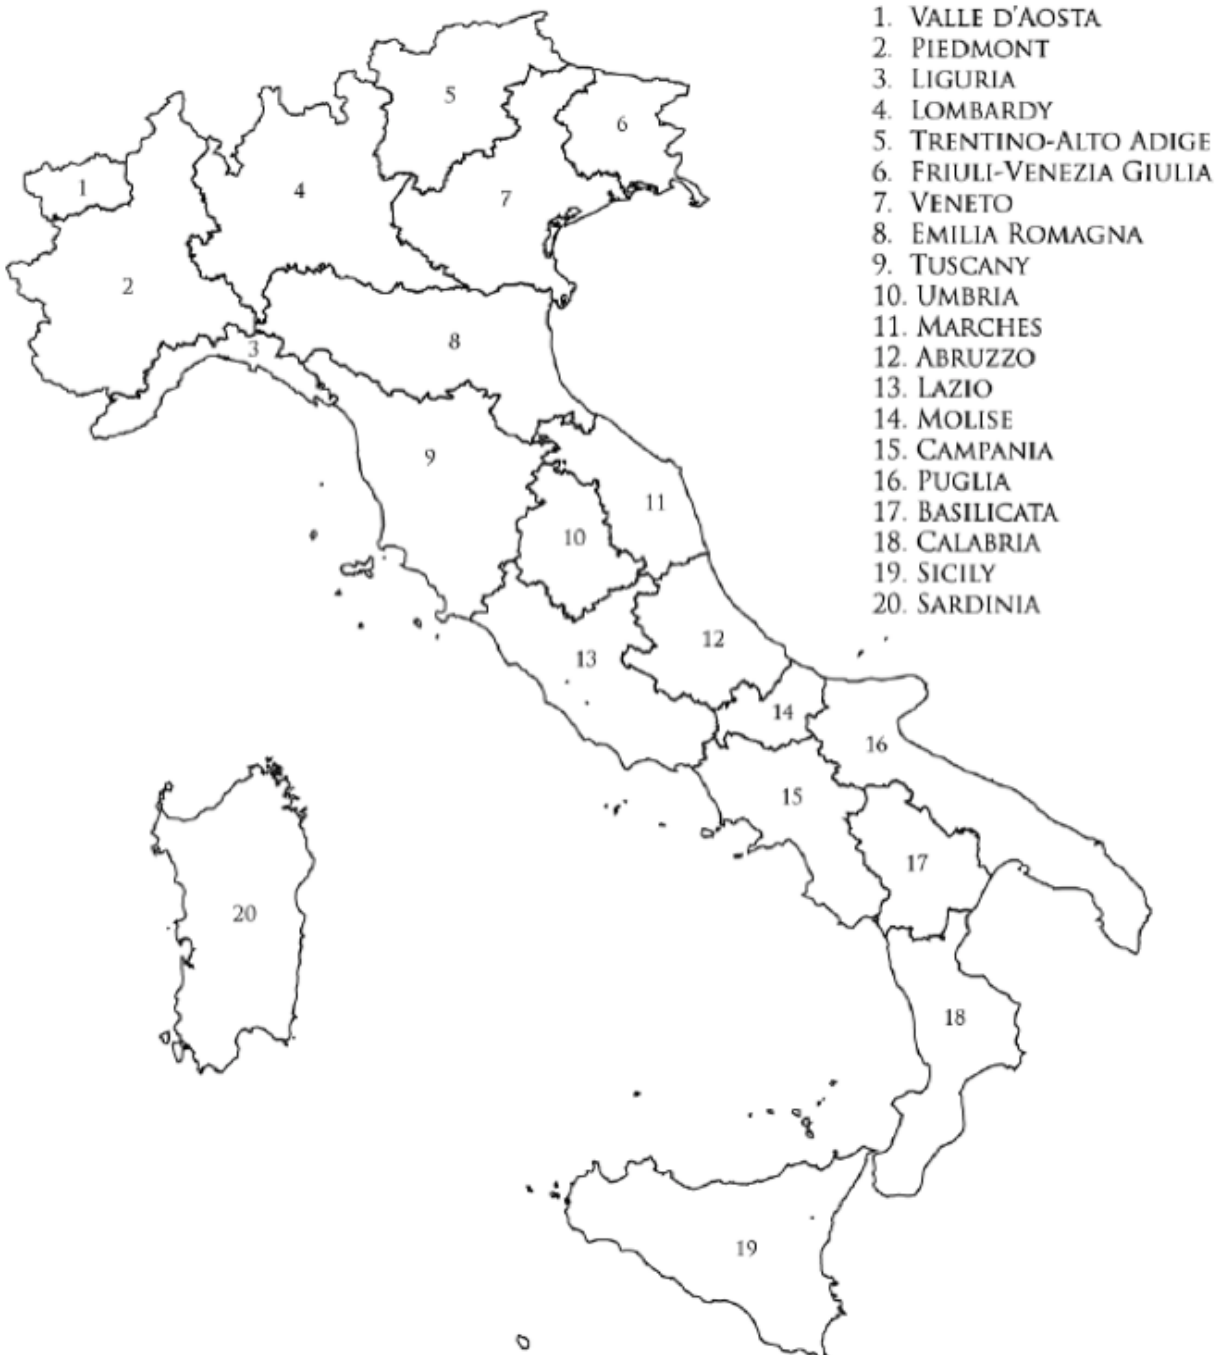 1. VALLE D'AOSTA
2. PIEDMONT
3. LIGURIA
4. LOMBARDY
5. TRENTINO-ALTO ADIGE
6. FRIULI-VENEZIA GIULIA
7. VENETO
8. EMILIA ROMAGNA
9. TUSCANY
10. UMBRIA
11. MARCHES
12. ABRUZZO
13. LAZIO
14. MOLISE
15. CAMPANIA
16. PUGLIA
17. BASILICATA
18. CALABRIA
19. SICILY
20. SARDINIA
5
6
1
4
7
2
8
3
9
11
10
12
13
14
16
15
17
20
18
19